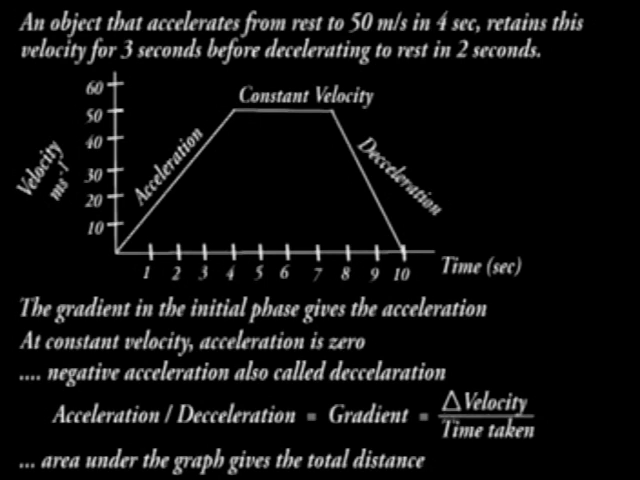 An object that accelerates from rest to 50 m/s in 4 sec, retains this
velocity for 3 seconds before decelerating to rest in 2 seconds.
60
50
40
30
20
10
Velocity
ms⁻¹
Acceleration
Constant Velocity
Decceleration
1 2 3 4 5 6 7 8 9 10
Time (sec)
The gradient in the initial phase gives the acceleration
At constant velocity, acceleration is zero
.... negative acceleration also called deccelaration
Acceleration / Decceleration = Gradient = △Velocity
Time taken
... area under the graph gives the total distance